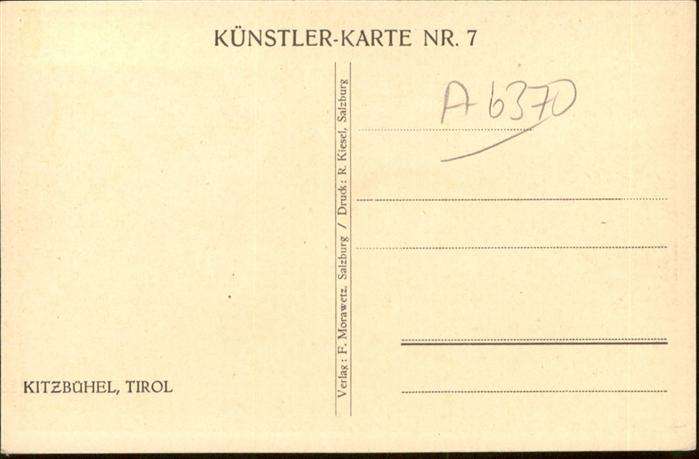 KÜNSTLER-KARTE NR. 7
A 6370
Verlag: F. Morawetz, Salzburg / Druck: R. Kiesel, Salzburg
KITZBÜHEL, TIROL